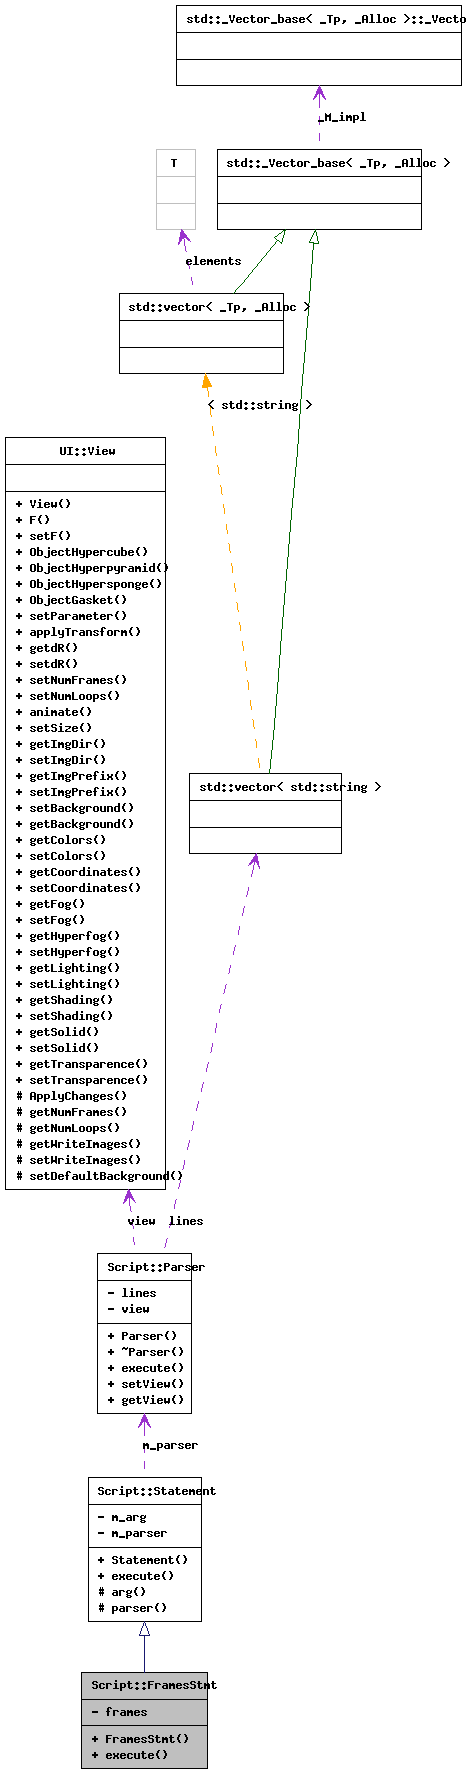 std::_Vector_base< _Tp, _Alloc >::_Vecto
_M_impl
T
std::_Vector_base< _Tp, _Alloc >
elements
std::vector< _Tp, _Alloc >
< std::string >
UI::View
+ View()
+ F()
+ setF()
+ ObjectHypercube()
+ ObjectHyperpyramid()
+ ObjectHypersponge()
+ ObjectGasket()
+ setParameter()
+ applyTransform()
+ getdR()
+ setdR()
+ setNumFrames()
+ setNumLoops()
+ animate()
+ setSize()
+ getImgDir()
+ setImgDir()
+ getImgPrefix()
+ setImgPrefix()
+ setBackground()
+ getBackground()
+ getColors()
+ setColors()
+ getCoordinates()
+ setCoordinates()
+ getFog()
+ setFog()
+ getHyperfog()
+ setHyperfog()
+ getLighting()
+ setLighting()
+ getShading()
+ setShading()
+ getSolid()
+ setSolid()
+ getTransparence()
+ setTransparence()
# ApplyChanges()
# getNumFrames()
# getNumLoops()
# getWriteImages()
# setWriteImages()
# setDefaultBackground()
std::vector< std::string >
view
lines
Script::Parser
- lines
- view
+ Parser()
+ ~Parser()
+ execute()
+ setView()
+ getView()
m_parser
Script::Statement
- m_arg
- m_parser
+ Statement()
+ execute()
# arg()
# parser()
Script::FramesStmt
- frames
+ FramesStmt()
+ execute()